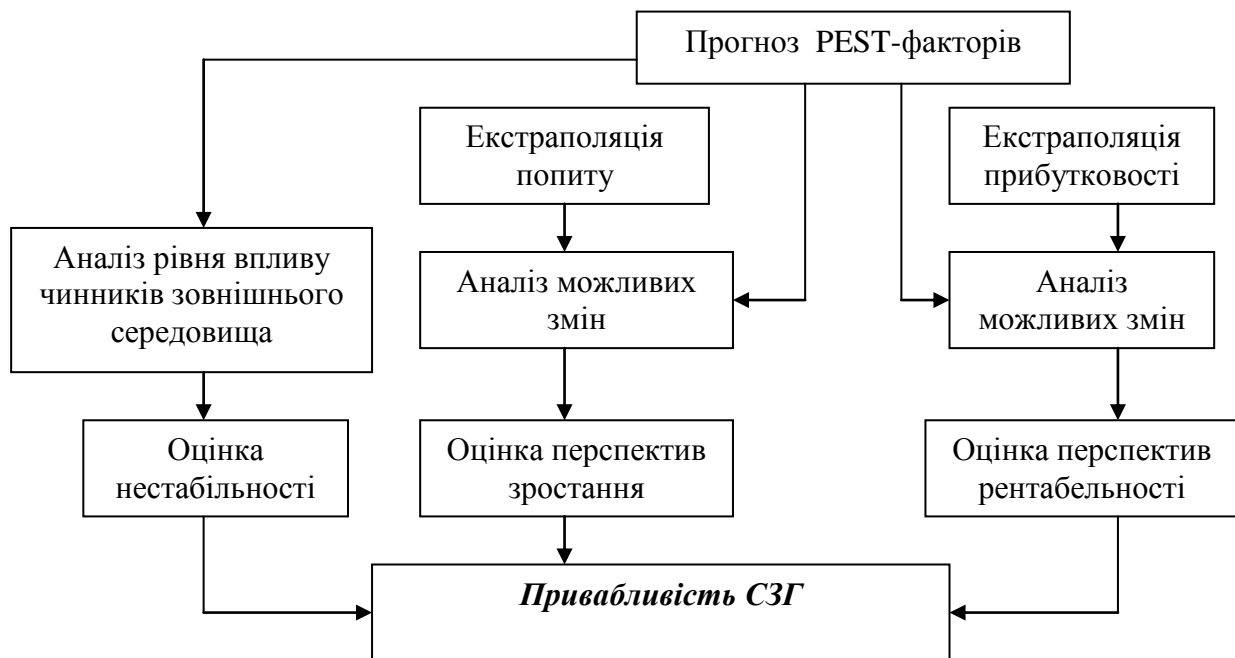 Прогноз PEST-факторів
Екстраполяція
попиту
Екстраполяція
прибутковості
Аналіз рівня впливу
чинників зовнішнього
середовища
Аналіз можливих
змін
Аналіз
можливих змін
Оцінка
нестабільності
Оцінка перспектив
зростання
Оцінка перспектив
рентабельності
Привабливість СЗГ